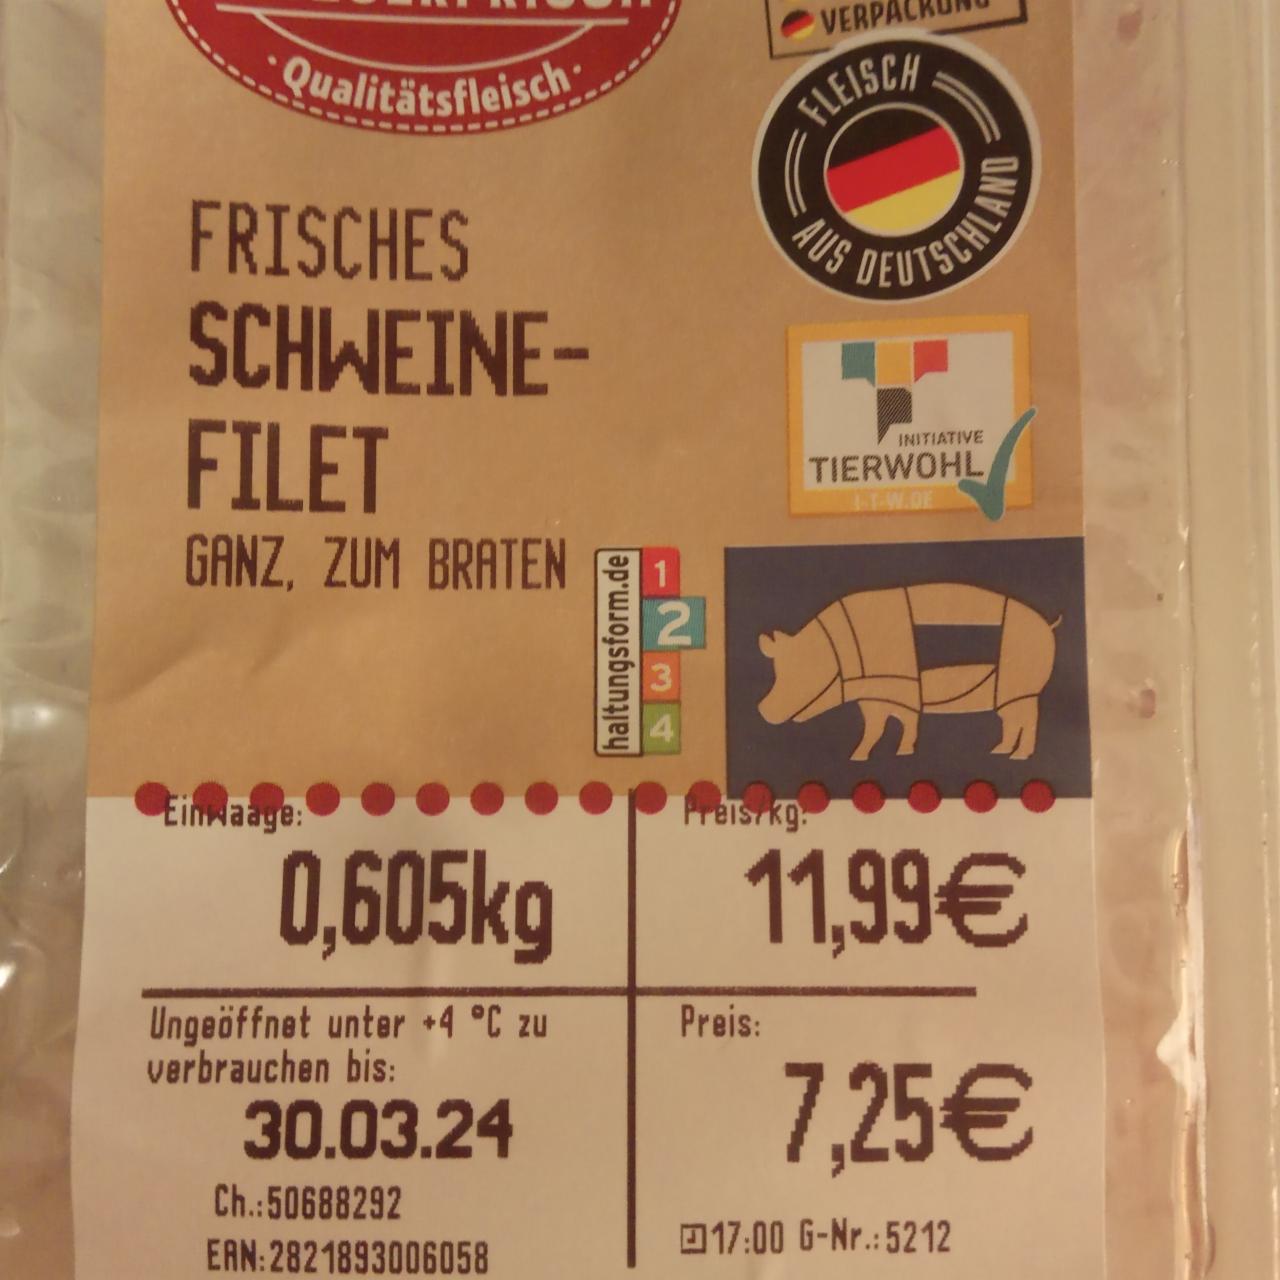 Qualitätsfleisch
VERPACKUNG
FLEISCH
AUS DEUTSCHLAND
FRISCHES
SCHWEINE-
FILET
GANZ, ZUM BRATEN
INITIATIVE
TIERWOHL
I-T-W.DE
haltungsform.de
1
2
3
4
Einwaage:
0,605kg
Preis/kg:
11,99€
Ungeöffnet unter +4 °C zu
verbrauchen bis:
30.03.24
Preis:
7,25€
Ch.:50688292
EAN:2821893006058
17:00 G-Nr.:5212